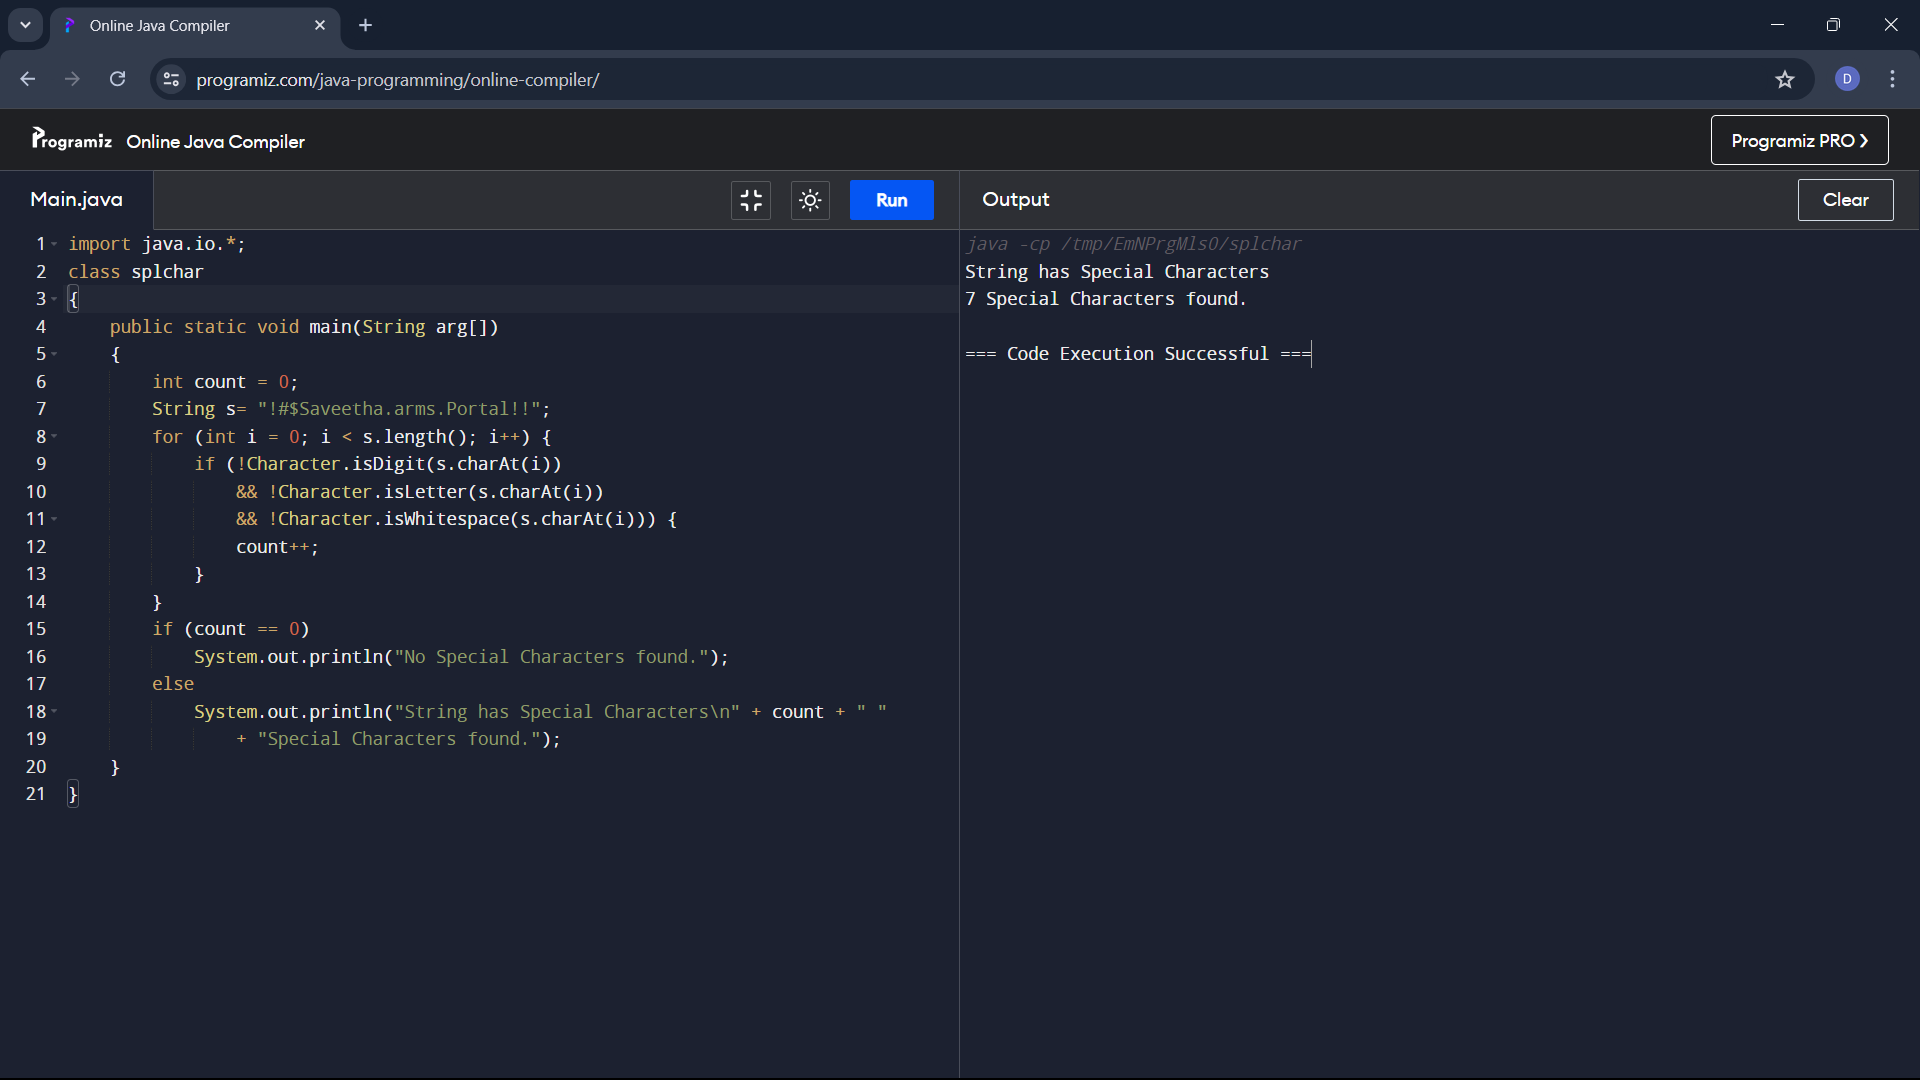 Online Java Compiler
programiz.com/java-programming/online-compiler/
D
Programiz Online Java Compiler
Programiz PRO ❯
Main.java
Run
Output
Clear
1 import java.io.*;
2 class splchar
3 {
4     public static void main(String arg[])
5     {
6         int count = 0;
7         String s= "!#$Saveetha.arms.Portal!!";
8         for (int i = 0; i < s.length(); i++) {
9             if (!Character.isDigit(s.charAt(i))
10                 && !Character.isLetter(s.charAt(i))
11                 && !Character.isWhitespace(s.charAt(i))) {
12                 count++;
13             }
14         }
15         if (count == 0)
16             System.out.println("No Special Characters found.");
17         else
18             System.out.println("String has Special Characters\n" + count + " "
19                 + "Special Characters found.");
20     }
21 }
java -cp /tmp/EmNPrgMlsO/splchar
String has Special Characters
7 Special Characters found.
=== Code Execution Successful ===